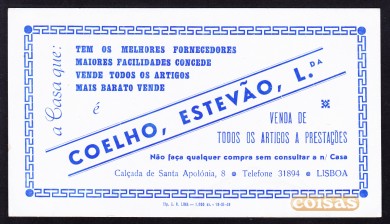 a Casa que:
TEM OS MELHORES FORNECEDORES
MAIORES FACILIDADES CONCEDE
VENDE TODOS OS ARTIGOS
MAIS BARATO VENDE
é
COELHO, ESTEVÃO, L.DA
VENDA DE
TODOS OS ARTIGOS A PRESTAÇÕES
Não faça qualquer compra sem consultar a n/ Casa
Calçada de Santa Apolónia, 8 • Telefone 31894 • LISBOA
coisas